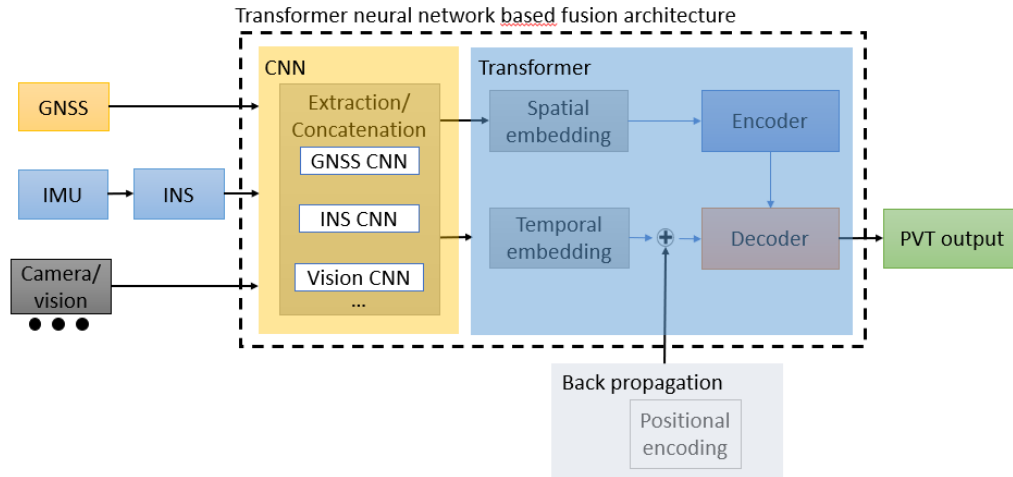 Transformer neural network based fusion architecture
CNN
Transformer
GNSS
Extraction/
Concatenation
GNSS CNN
INS CNN
Vision CNN
...
Spatial
embedding
Encoder
IMU
INS
Temporal
embedding
Decoder
PVT output
Camera/
vision
Back propagation
Positional
encoding